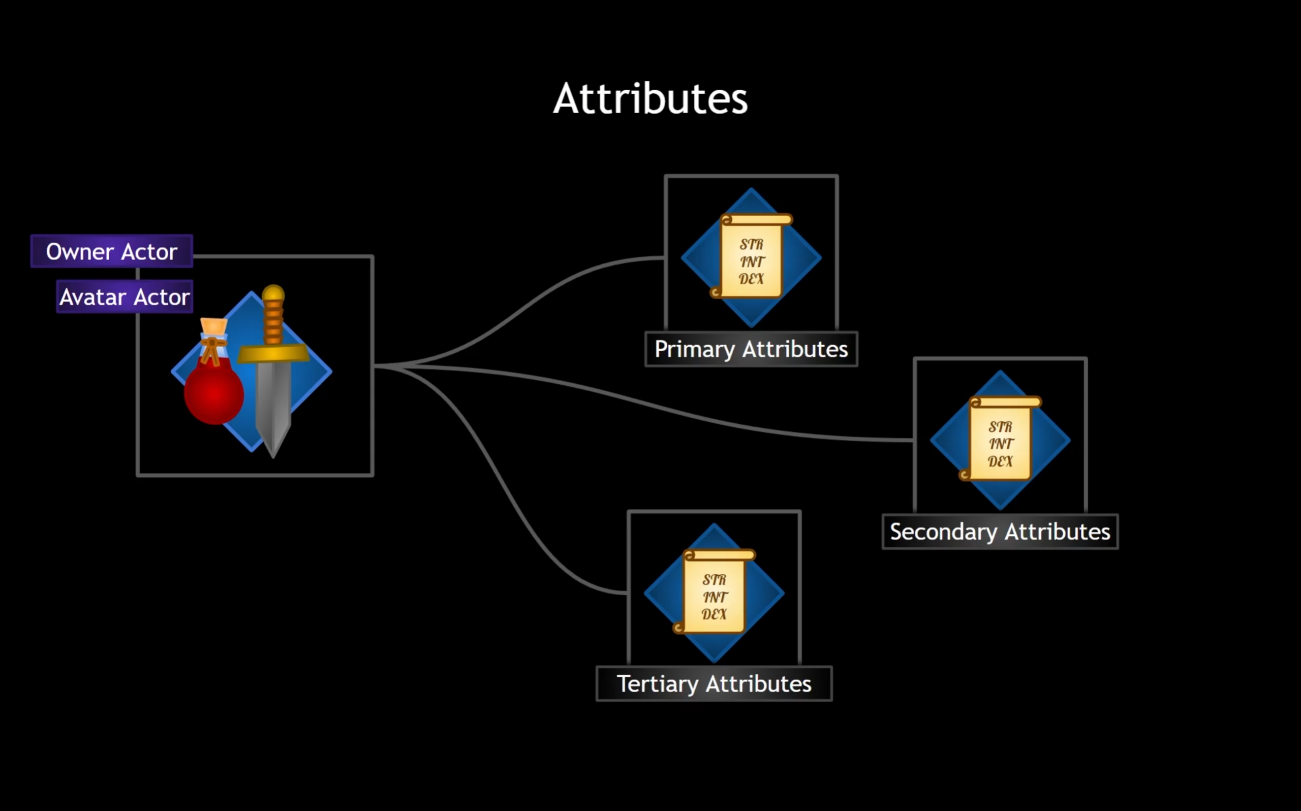 Attributes
Owner Actor
Avatar Actor
STR
INT
DEX
Primary Attributes
STR
INT
DEX
Secondary Attributes
STR
INT
DEX
Tertiary Attributes